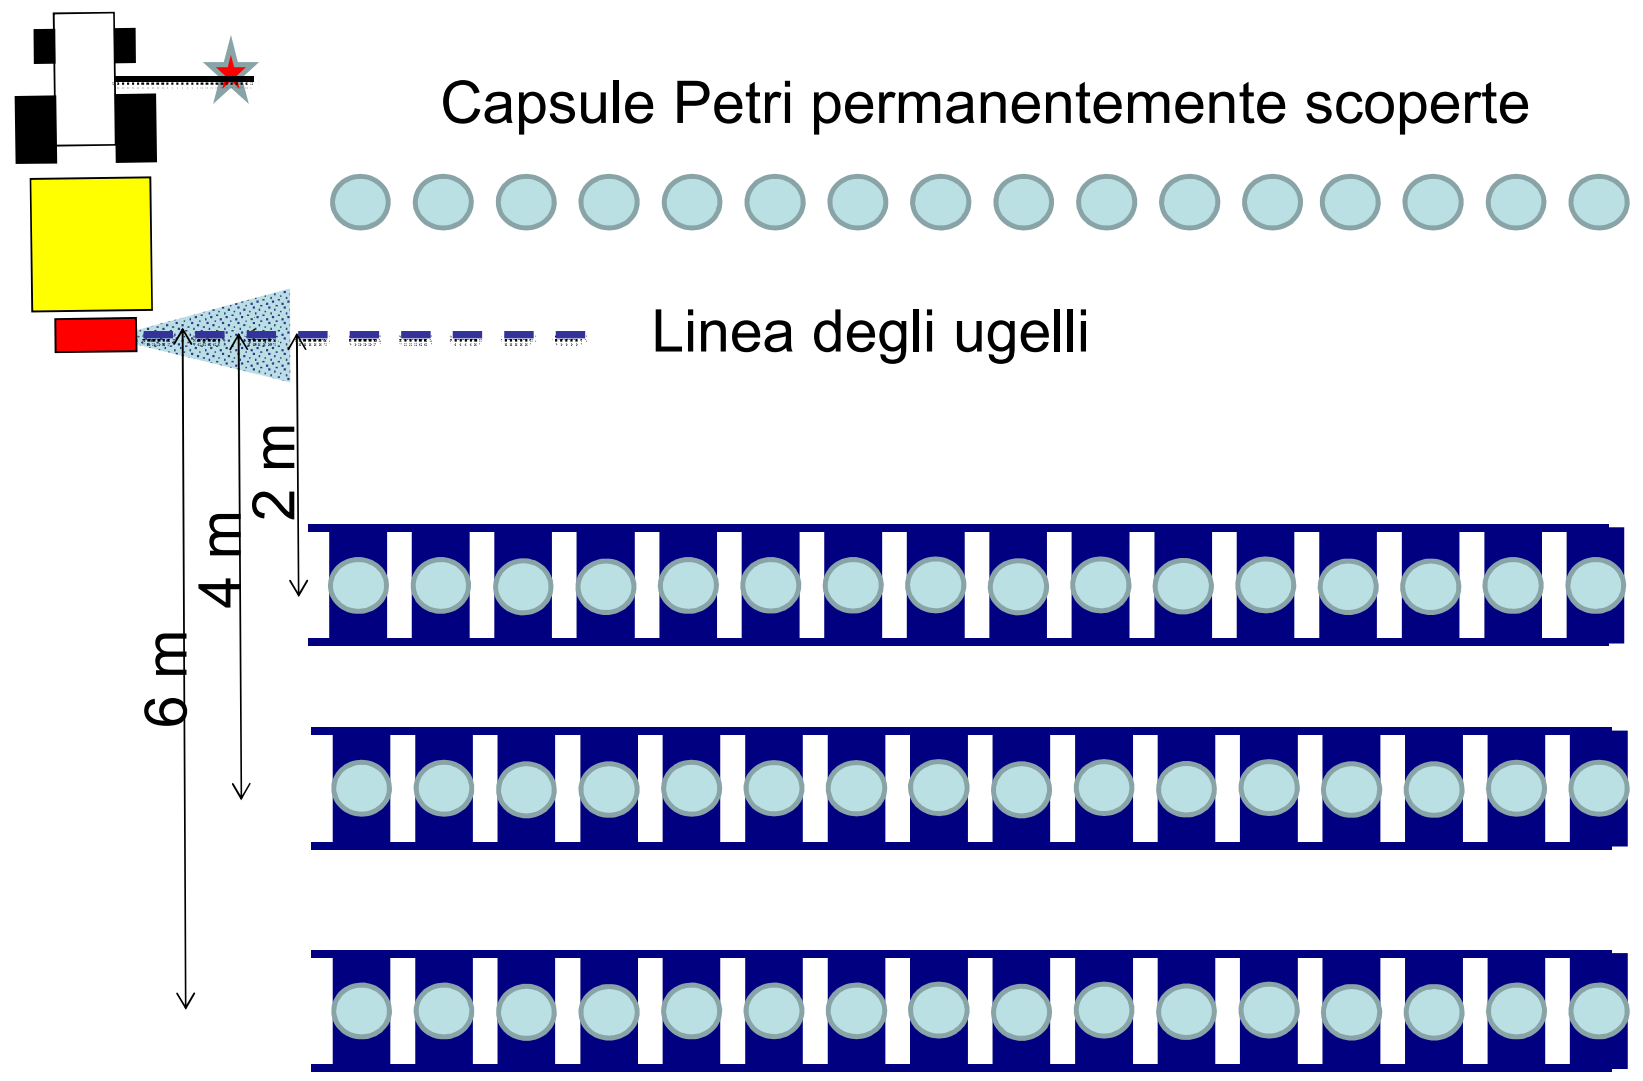 Capsule Petri permanentemente scoperte
Linea degli ugelli
2 m
4 m
6 m